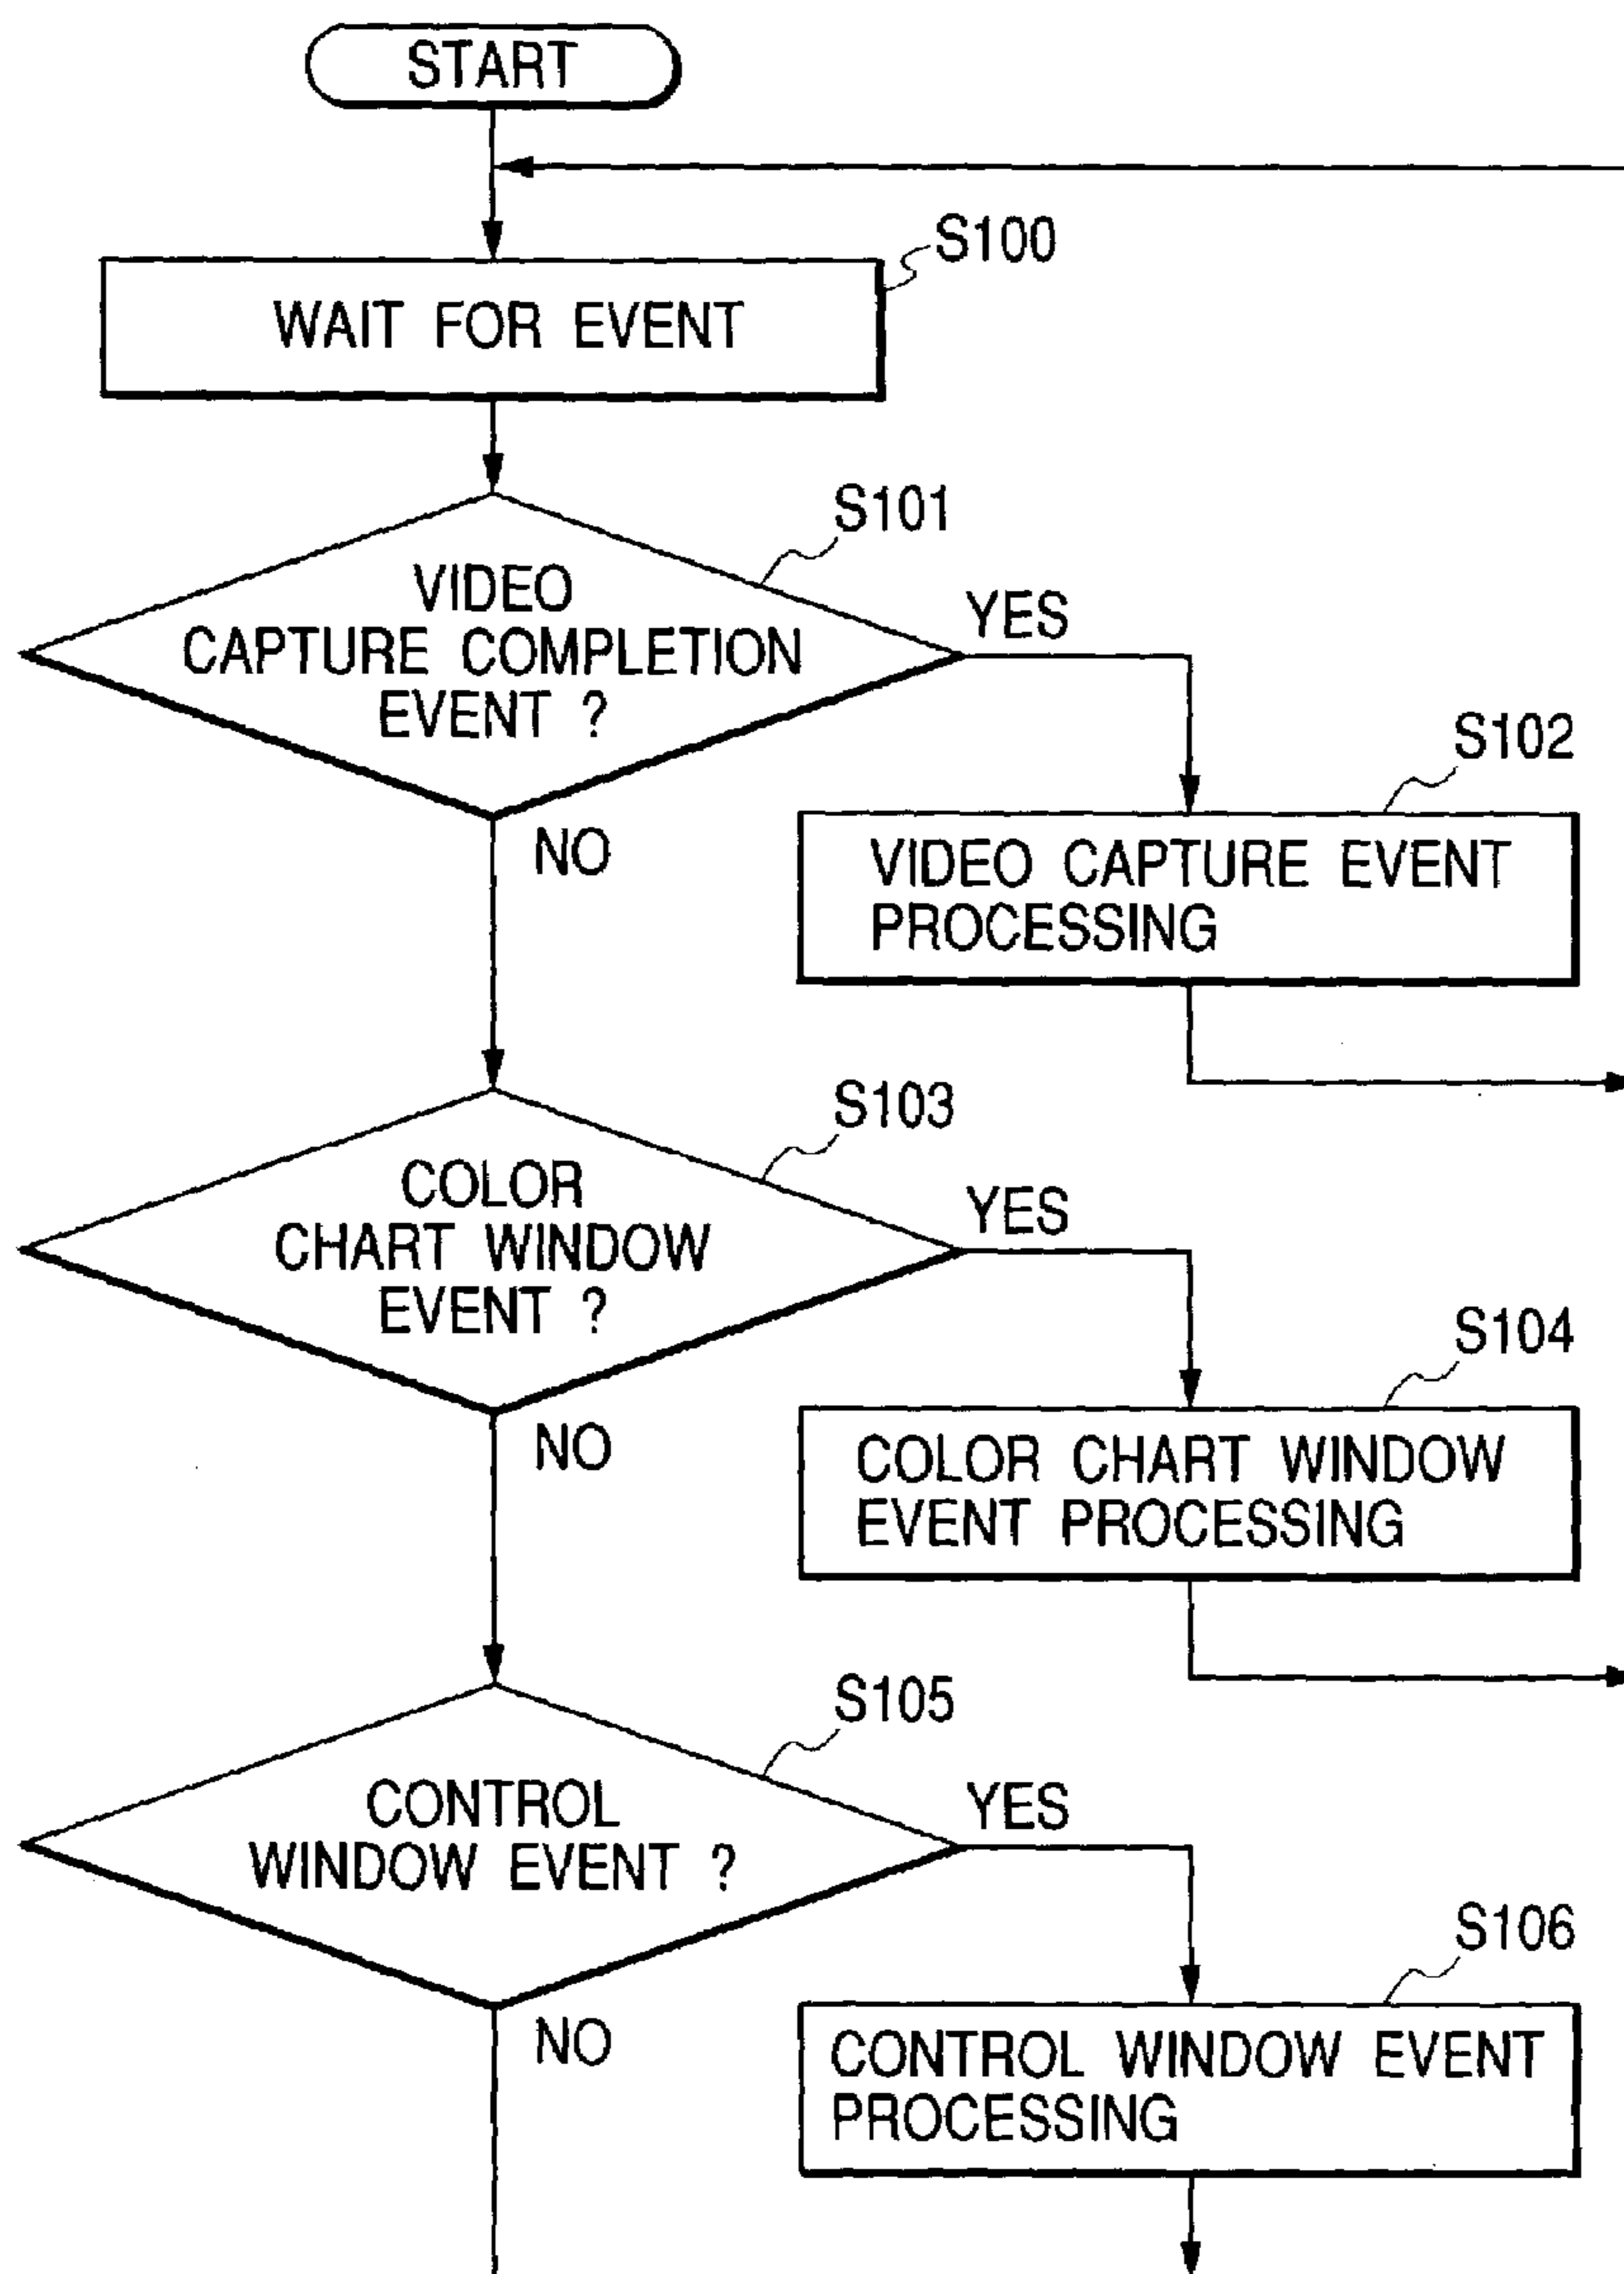 START
S100
WAIT FOR EVENT
S101
VIDEO
CAPTURE COMPLETION
EVENT ?
YES
NO
S102
VIDEO CAPTURE EVENT
PROCESSING
S103
COLOR
CHART WINDOW
EVENT ?
YES
NO
S104
COLOR CHART WINDOW
EVENT PROCESSING
S105
CONTROL
WINDOW EVENT ?
YES
NO
S106
CONTROL WINDOW EVENT
PROCESSING